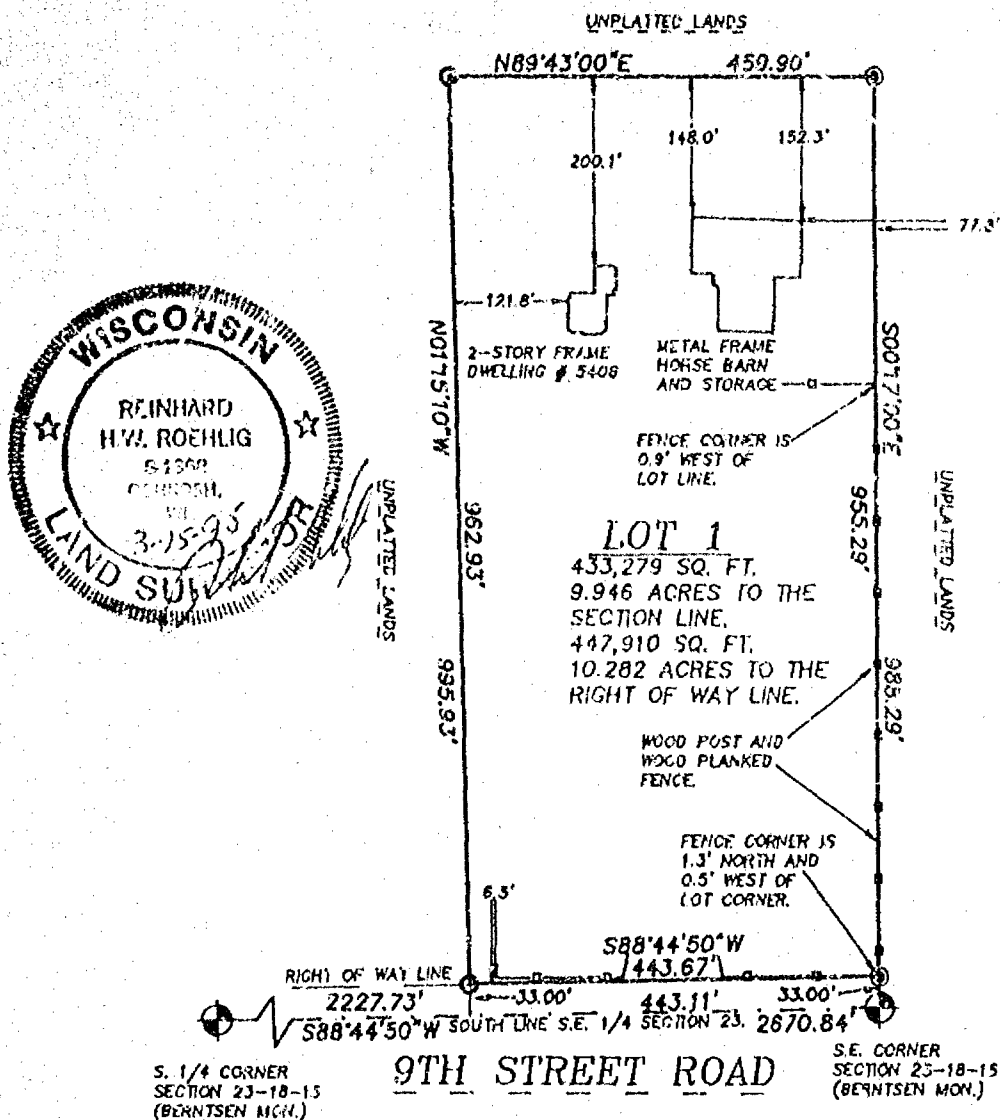 UNPLATTED LANDS
N89°43'00"E 459.90'
200.1'
148.0'
152.3'
77.8'
121.8'
2-STORY FRAME
DWELLING # 5408
METAL FRAME
HORSE BARN
AND STORAGE
N01°15'10"W
S00°17'00"E
WISCONSIN
REINHARD
H.W. ROEHLIG
OSHKOSH,
3-15-95
LAND SURVEYOR
UNPLATTED LANDS
962.93'
995.93'
FENCE CORNER IS
0.9' WEST OF
LOT LINE.
955.29'
985.29'
UNPLATTED LANDS
LOT 1
433,279 SQ. FT.
9.946 ACRES TO THE
SECTION LINE.
447,910 SQ. FT.
10.282 ACRES TO THE
RIGHT OF WAY LINE.
WOOD POST AND
WOOD PLANKED
FENCE.
FENCE CORNER IS
1.3' NORTH AND
0.5' WEST OF
LOT CORNER.
S88°44'50"W
443.67'
RIGHT OF WAY LINE
2227.73' 33.00' 443.11' 33.00'
S88°44'50"W SOUTH LINE S.E. 1/4 SECTION 23. 2670.84'
S. 1/4 CORNER
SECTION 23-18-15
(BERNTSEN MON.)
9TH STREET ROAD
S.E. CORNER
SECTION 23-18-15
(BERNTSEN MON.)